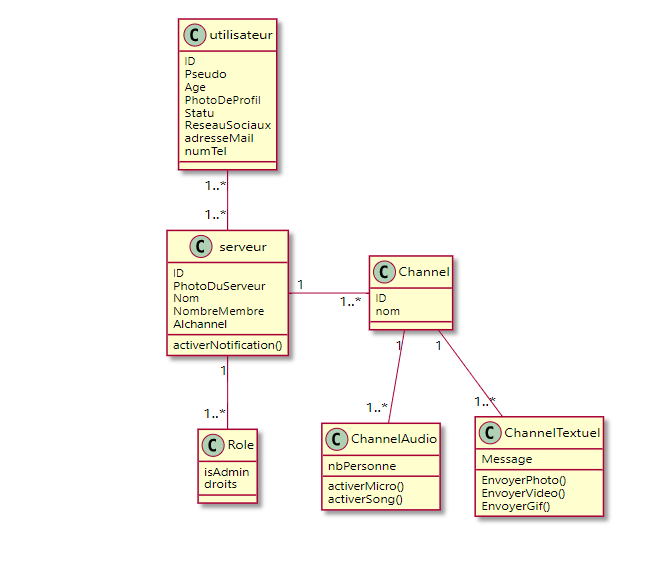 C utilisateur
ID
Pseudo
Age
PhotoDeProfil
Statu
ReseauSociaux
adresseMail
numTel
1..*
1..*
C serveur
ID
PhotoDuServeur
Nom
NombreMembre
AIchannel
activerNotification()
1
1..*
C Channel
ID
nom
1
1..*
C Role
isAdmin
droits
1
1..*
C ChannelAudio
nbPersonne
activerMicro()
activerSong()
1
1..*
C ChannelTextuel
Message
EnvoyerPhoto()
EnvoyerVideo()
EnvoyerGif()